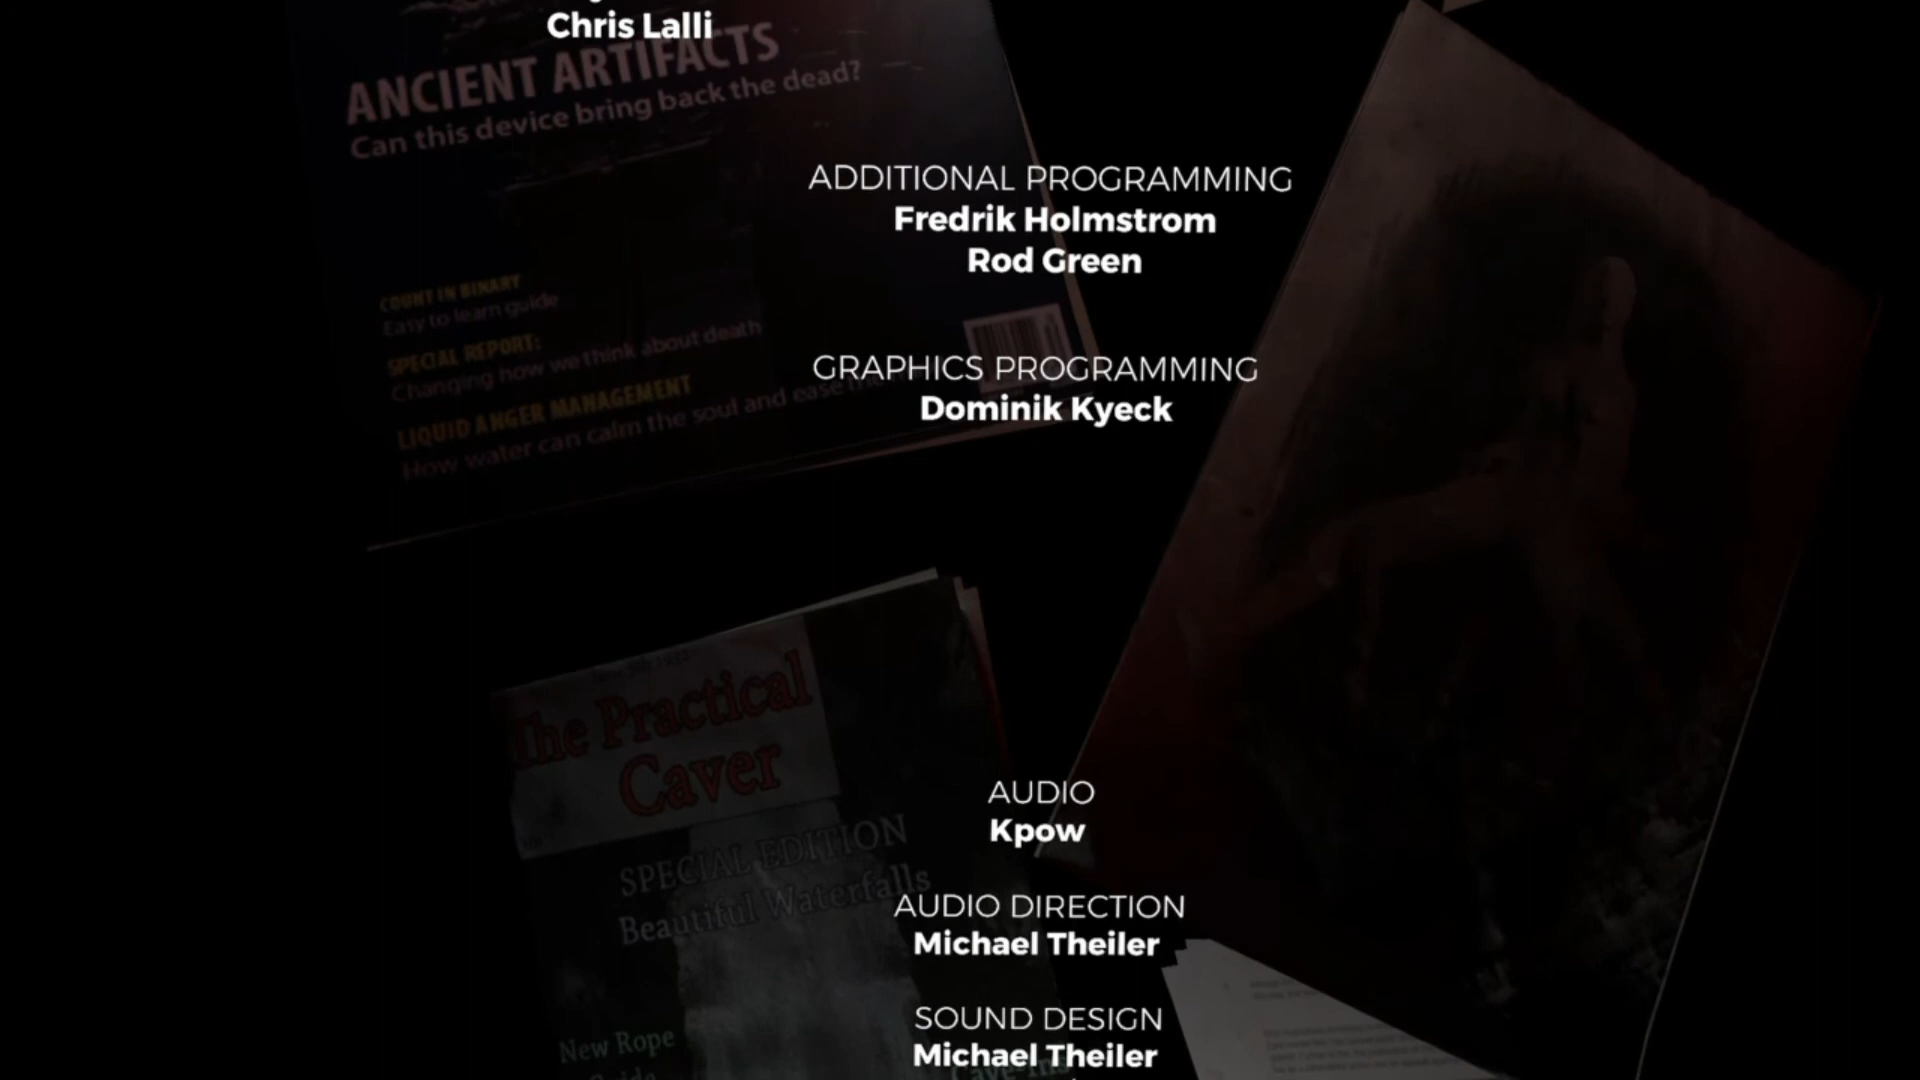 Chris Lalli
ANCIENT ARTIFACTS
Can this device bring back the dead?
COUNT IN BINARY
Easy to learn guide
SPECIAL REPORT:
Changing how we think about death
LIQUID ANGER MANAGEMENT
How water can calm the soul and ease
ADDITIONAL PROGRAMMING
Fredrik Holmstrom
Rod Green
GRAPHICS PROGRAMMING
Dominik Kyeck
The Practical
Caver
SPECIAL EDITION
Beautiful Waterfalls
New Rope
Cave-Ins
AUDIO
Kpow
AUDIO DIRECTION
Michael Theiler
SOUND DESIGN
Michael Theiler